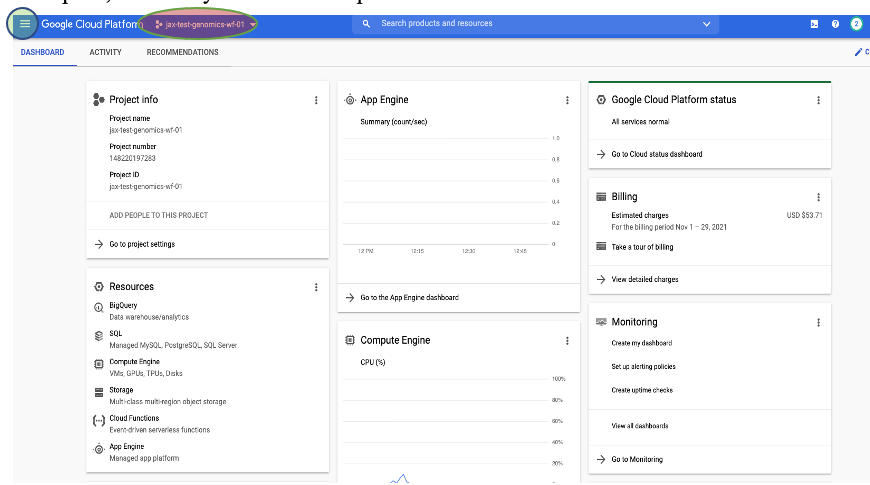 Google Cloud Platform
jax-test-genomics-wf-01
Search products and resources
2
DASHBOARD
ACTIVITY
RECOMMENDATIONS
Project info
Project name
jax-test-genomics-wf-01
Project number
148220197283
Project ID
jax-test-genomics-wf-01
ADD PEOPLE TO THIS PROJECT
Go to project settings
Resources
BigQuery
Data warehouse/analytics
SQL
Managed MySQL, PostgreSQL, SQL Server
Compute Engine
VMs, GPUs, TPUs, Disks
Storage
Multi-class multi-region object storage
Cloud Functions
Event-driven serverless functions
App Engine
Managed app platform
App Engine
Summary (count/sec)
1.0
0.8
0.6
0.4
0.2
0
12 PM
12:15
12:30
12:45
Go to the App Engine dashboard
Compute Engine
CPU (%)
100%
80%
60%
40%
20%
Google Cloud Platform status
All services normal
Go to Cloud status dashboard
Billing
Estimated charges
USD $53.71
For the billing period Nov 1 – 29, 2021
Take a tour of billing
View detailed charges
Monitoring
Create my dashboard
Set up alerting policies
Create uptime checks
View all dashboards
Go to Monitoring